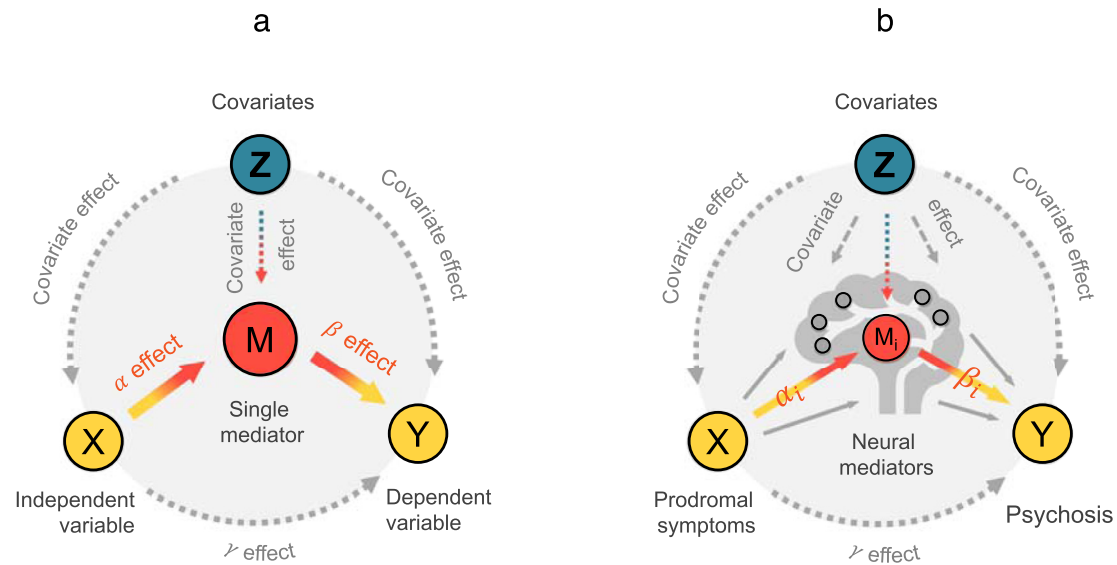 a
Covariates
Z
Covariate effect
Covariate
effect
Covariate effect
M
α effect
β effect
Single
mediator
X
Y
Independent
variable
Dependent
variable
γ effect
b
Covariates
Z
Covariate effect
Covariate
effect
Covariate effect
Mi
αi
βi
X
Y
Neural
mediators
Prodromal
symptoms
Psychosis
γ effect